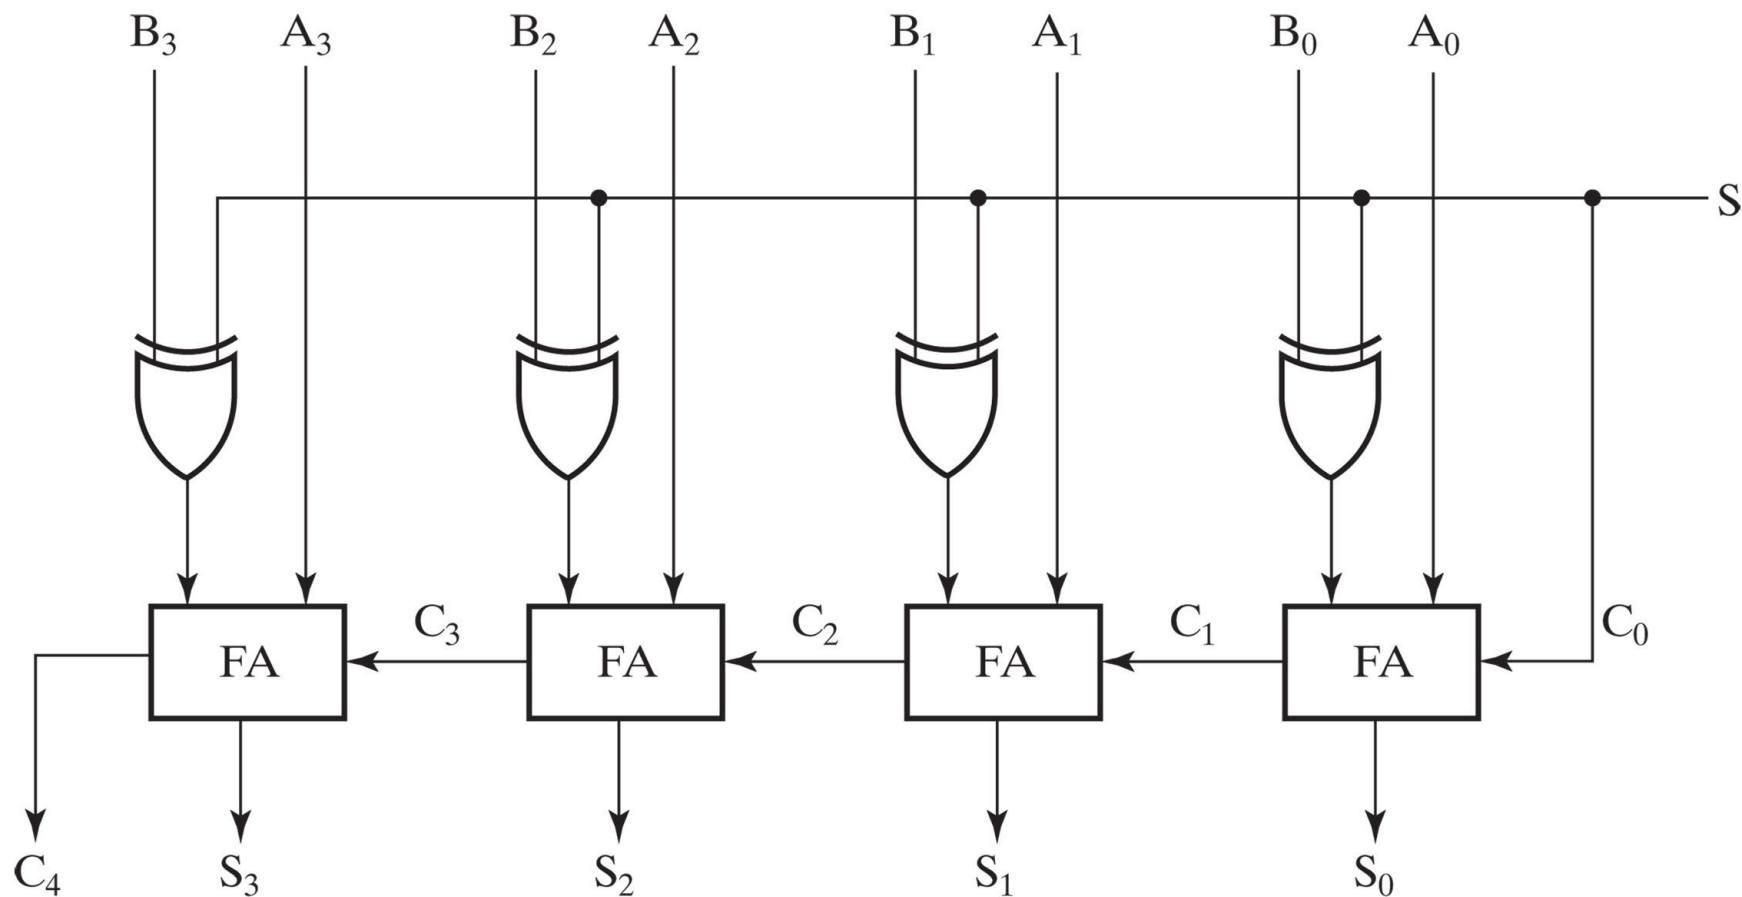 B₃ A₃ B₂ A₂ B₁ A₁ B₀ A₀
S
C₃ C₂ C₁ C₀
FA FA FA FA
C₄ S₃ S₂ S₁ S₀